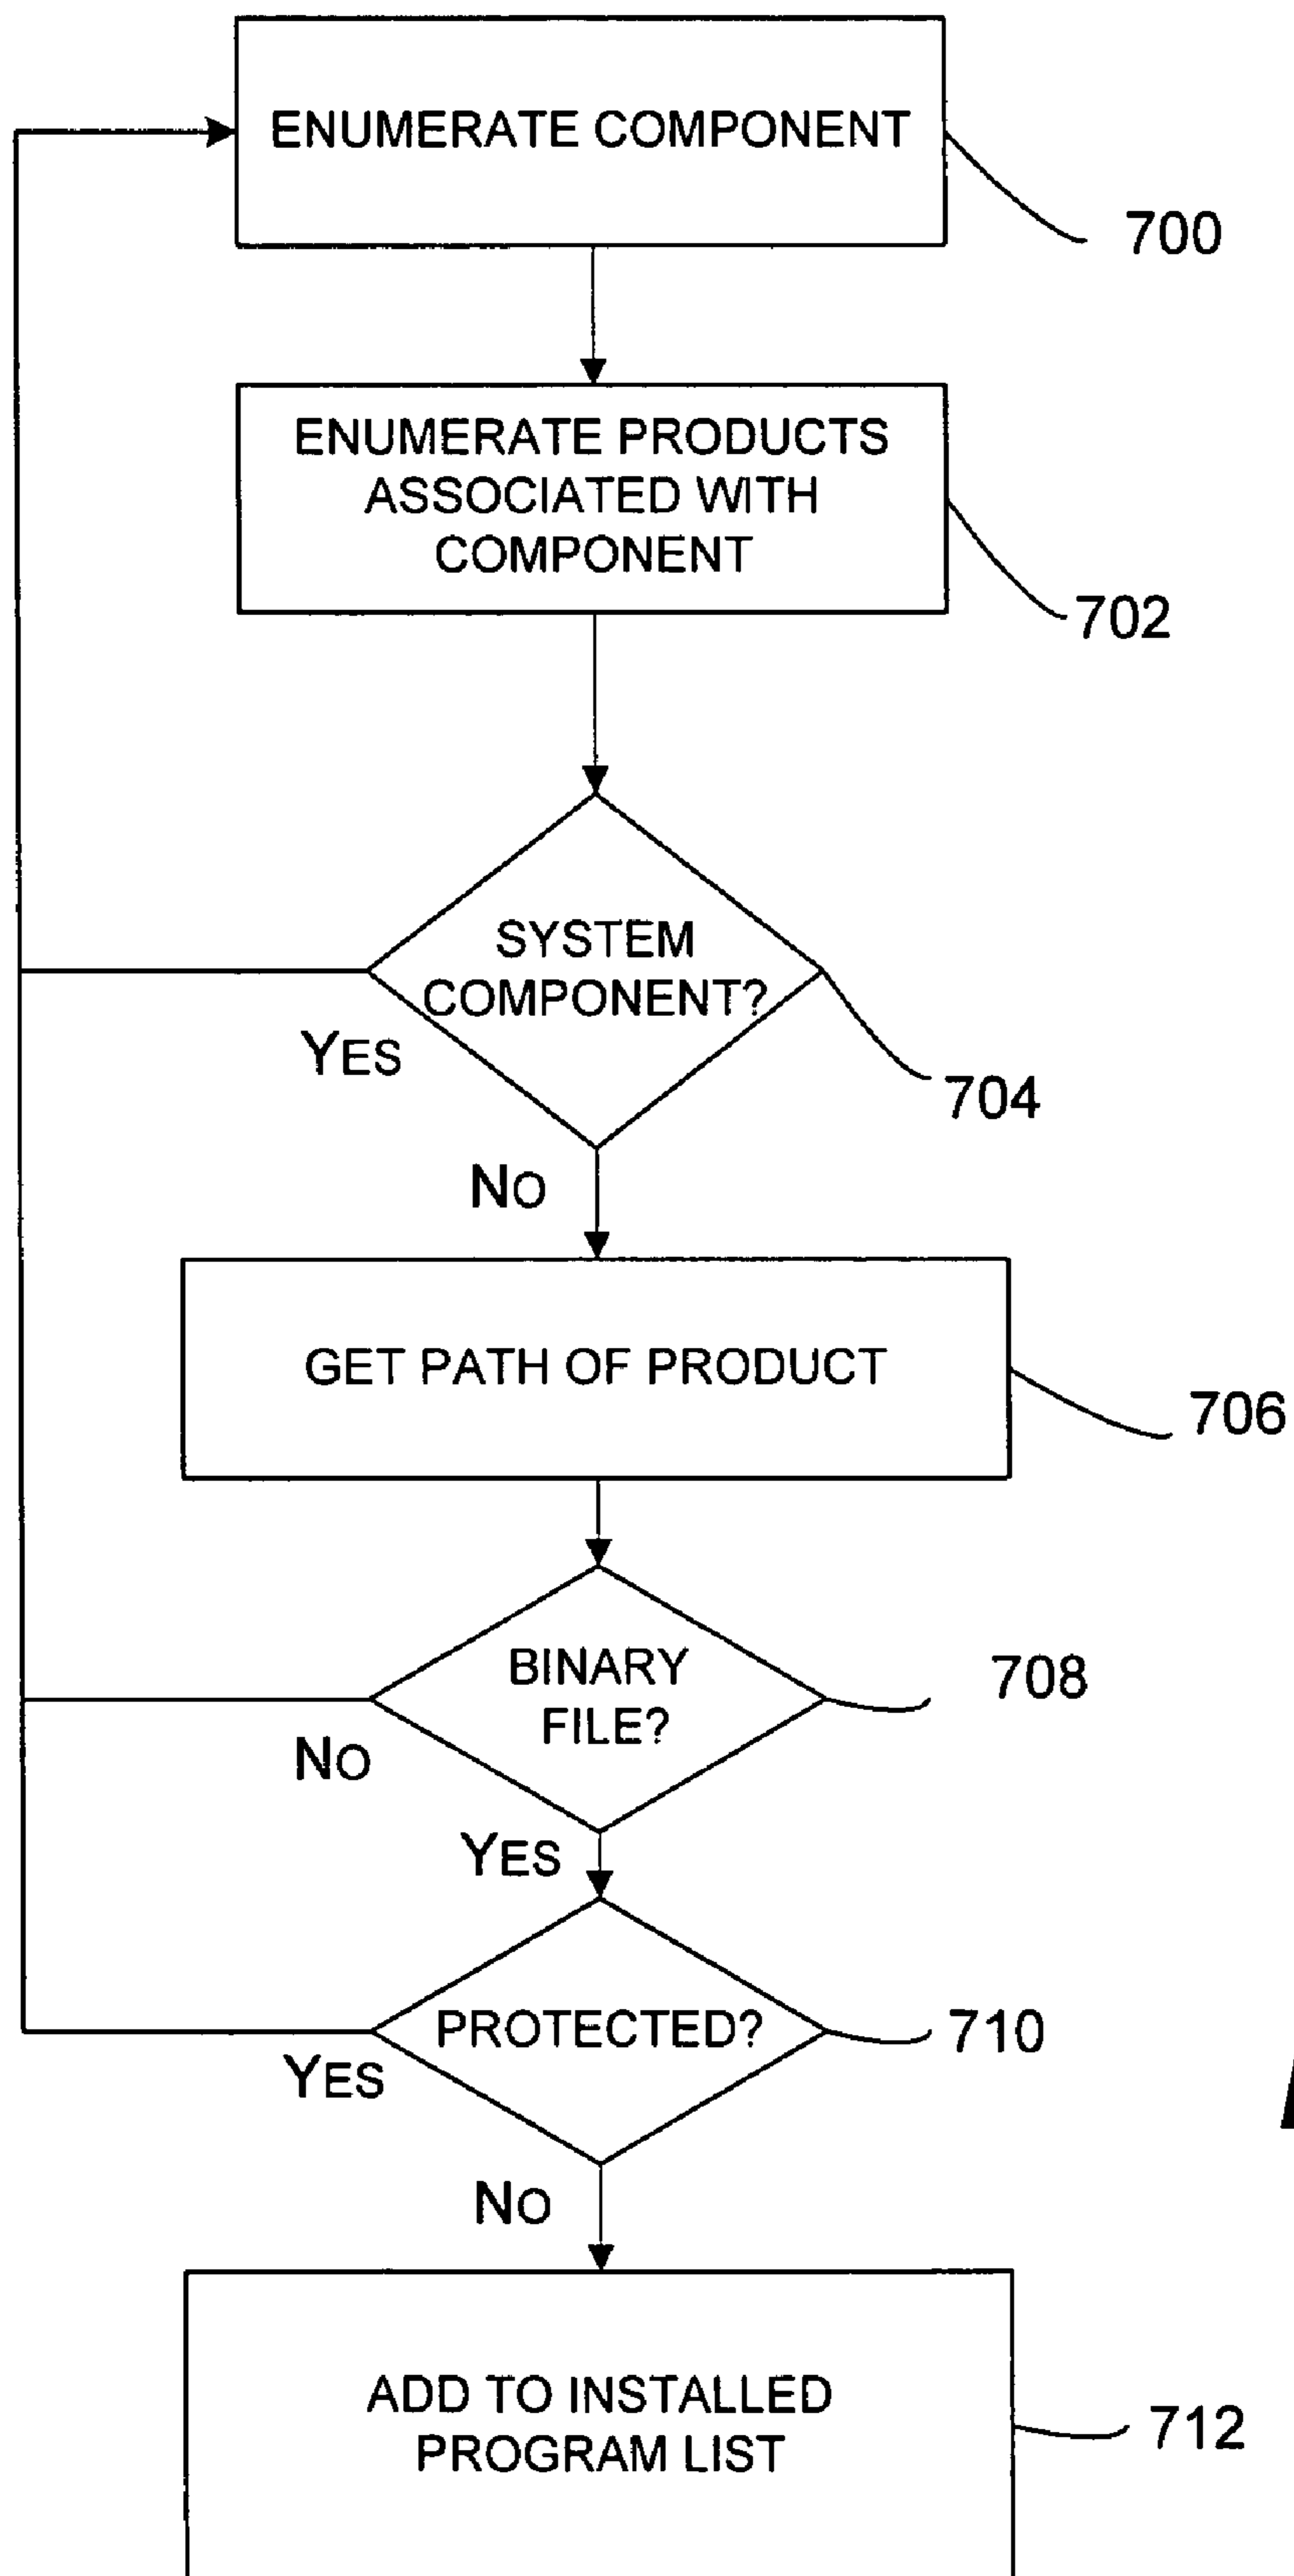 ENUMERATE COMPONENT
700
ENUMERATE PRODUCTS
ASSOCIATED WITH
COMPONENT
702
SYSTEM
COMPONENT?
YES
704
NO
GET PATH OF PRODUCT
706
BINARY
FILE?
708
NO
YES
PROTECTED?
710
YES
NO
ADD TO INSTALLED
PROGRAM LIST
712